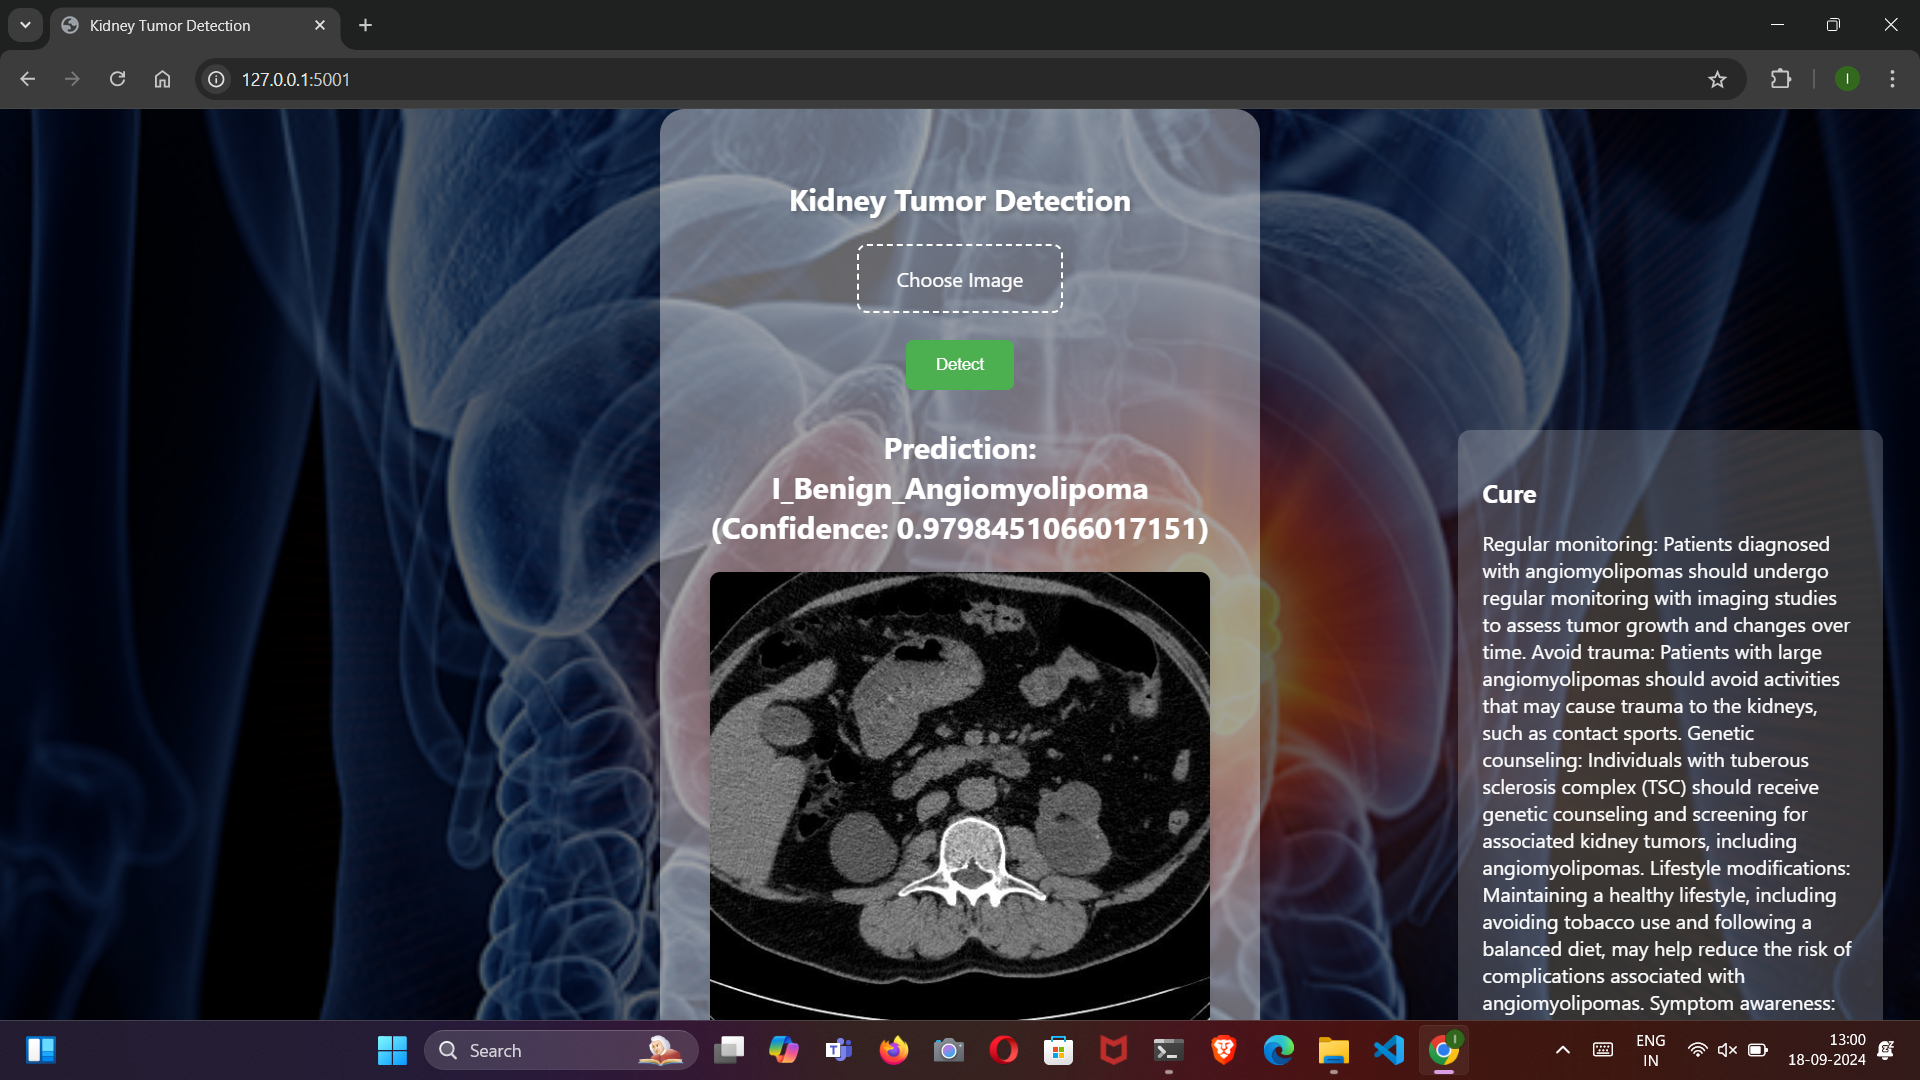 Kidney Tumor Detection
127.0.0.1:5001
I
Kidney Tumor Detection
Choose Image
Detect
Prediction:
I_Benign_Angiomyolipoma
(Confidence: 0.9798451066017151)
Cure
Regular monitoring: Patients diagnosed
with angiomyolipomas should undergo
regular monitoring with imaging studies
to assess tumor growth and changes over
time. Avoid trauma: Patients with large
angiomyolipomas should avoid activities
that may cause trauma to the kidneys,
such as contact sports. Genetic
counseling: Individuals with tuberous
sclerosis complex (TSC) should receive
genetic counseling and screening for
associated kidney tumors, including
angiomyolipomas. Lifestyle modifications:
Maintaining a healthy lifestyle, including
avoiding tobacco use and following a
balanced diet, may help reduce the risk of
complications associated with
angiomyolipomas. Symptom awareness:
Search
ENG
IN
13:00
18-09-2024